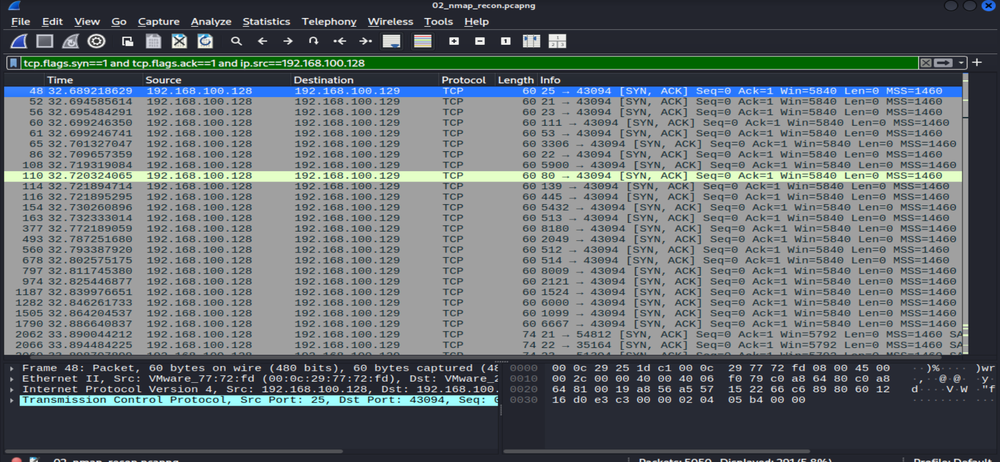 02_nmap_recon.pcapng
File Edit View Go Capture Analyze Statistics Telephony Wireless Tools Help
tcp.flags.syn==1 and tcp.flags.ack==1 and ip.src==192.168.100.128
Time Source Destination Protocol Length Info
48 32.689218629 192.168.100.128 192.168.100.129 TCP 60 25 → 43094 [SYN, ACK] Seq=0 Ack=1 Win=5840 Len=0 MSS=1460
52 32.694585614 192.168.100.128 192.168.100.129 TCP 60 21 → 43094 [SYN, ACK] Seq=0 Ack=1 Win=5840 Len=0 MSS=1460
56 32.695484291 192.168.100.128 192.168.100.129 TCP 60 23 → 43094 [SYN, ACK] Seq=0 Ack=1 Win=5840 Len=0 MSS=1460
60 32.699246350 192.168.100.128 192.168.100.129 TCP 60 111 → 43094 [SYN, ACK] Seq=0 Ack=1 Win=5840 Len=0 MSS=1460
61 32.699246741 192.168.100.128 192.168.100.129 TCP 60 53 → 43094 [SYN, ACK] Seq=0 Ack=1 Win=5840 Len=0 MSS=1460
65 32.701327047 192.168.100.128 192.168.100.129 TCP 60 3306 → 43094 [SYN, ACK] Seq=0 Ack=1 Win=5840 Len=0 MSS=1460
86 32.709657359 192.168.100.128 192.168.100.129 TCP 60 22 → 43094 [SYN, ACK] Seq=0 Ack=1 Win=5840 Len=0 MSS=1460
108 32.719319084 192.168.100.128 192.168.100.129 TCP 60 5900 → 43094 [SYN, ACK] Seq=0 Ack=1 Win=5840 Len=0 MSS=1460
110 32.720324065 192.168.100.128 192.168.100.129 TCP 60 80 → 43094 [SYN, ACK] Seq=0 Ack=1 Win=5840 Len=0 MSS=1460
114 32.721894714 192.168.100.128 192.168.100.129 TCP 60 139 → 43094 [SYN, ACK] Seq=0 Ack=1 Win=5840 Len=0 MSS=1460
116 32.721895295 192.168.100.128 192.168.100.129 TCP 60 445 → 43094 [SYN, ACK] Seq=0 Ack=1 Win=5840 Len=0 MSS=1460
154 32.730260896 192.168.100.128 192.168.100.129 TCP 60 5432 → 43094 [SYN, ACK] Seq=0 Ack=1 Win=5840 Len=0 MSS=1460
163 32.732333014 192.168.100.128 192.168.100.129 TCP 60 513 → 43094 [SYN, ACK] Seq=0 Ack=1 Win=5840 Len=0 MSS=1460
377 32.772189059 192.168.100.128 192.168.100.129 TCP 60 8180 → 43094 [SYN, ACK] Seq=0 Ack=1 Win=5840 Len=0 MSS=1460
493 32.787251680 192.168.100.128 192.168.100.129 TCP 60 2049 → 43094 [SYN, ACK] Seq=0 Ack=1 Win=5840 Len=0 MSS=1460
560 32.793387920 192.168.100.128 192.168.100.129 TCP 60 512 → 43094 [SYN, ACK] Seq=0 Ack=1 Win=5840 Len=0 MSS=1460
678 32.802575175 192.168.100.128 192.168.100.129 TCP 60 514 → 43094 [SYN, ACK] Seq=0 Ack=1 Win=5840 Len=0 MSS=1460
797 32.811745380 192.168.100.128 192.168.100.129 TCP 60 8009 → 43094 [SYN, ACK] Seq=0 Ack=1 Win=5840 Len=0 MSS=1460
974 32.825446877 192.168.100.128 192.168.100.129 TCP 60 2121 → 43094 [SYN, ACK] Seq=0 Ack=1 Win=5840 Len=0 MSS=1460
1187 32.839976651 192.168.100.128 192.168.100.129 TCP 60 1524 → 43094 [SYN, ACK] Seq=0 Ack=1 Win=5840 Len=0 MSS=1460
1282 32.846261733 192.168.100.128 192.168.100.129 TCP 60 6000 → 43094 [SYN, ACK] Seq=0 Ack=1 Win=5840 Len=0 MSS=1460
1505 32.864204537 192.168.100.128 192.168.100.129 TCP 60 1099 → 43094 [SYN, ACK] Seq=0 Ack=1 Win=5840 Len=0 MSS=1460
1790 32.886640837 192.168.100.128 192.168.100.129 TCP 60 6667 → 43094 [SYN, ACK] Seq=0 Ack=1 Win=5840 Len=0 MSS=1460
2062 33.890044212 192.168.100.128 192.168.100.129 TCP 74 21 → 54812 [SYN, ACK] Seq=0 Ack=1 Win=5792 Len=0 MSS=1460 SA
2066 33.894484225 192.168.100.128 192.168.100.129 TCP 74 22 → 35164 [SYN, ACK] Seq=0 Ack=1 Win=5792 Len=0 MSS=1460 SA
Frame 48: Packet, 60 bytes on wire (480 bits), 60 bytes captured (48
Ethernet II, Src: VMware_77:72:fd (00:0c:29:77:72:fd), Dst: VMware_2
Internet Protocol Version 4, Src: 192.168.100.128, Dst: 192.168.100.
Transmission Control Protocol, Src Port: 25, Dst Port: 43094, Seq: 0
0000 00 0c 29 25 1d c1 00 0c 29 77 72 fd 08 00 45 00 ··)%···· )wr
0010 00 2c 00 00 40 00 40 06 f0 79 c0 a8 64 80 c0 a8 ·,··@·@· ·y·
0020 64 81 00 19 a8 56 a5 57 15 22 66 c6 89 80 60 12 d····V·W ·"f
0030 16 d0 e3 c3 00 00 02 04 05 b4 00 00 ········ ···
02_nmap_recon.pcapng
Packets: 5050 · Displayed: 291 (5.8%)
Profile: Default